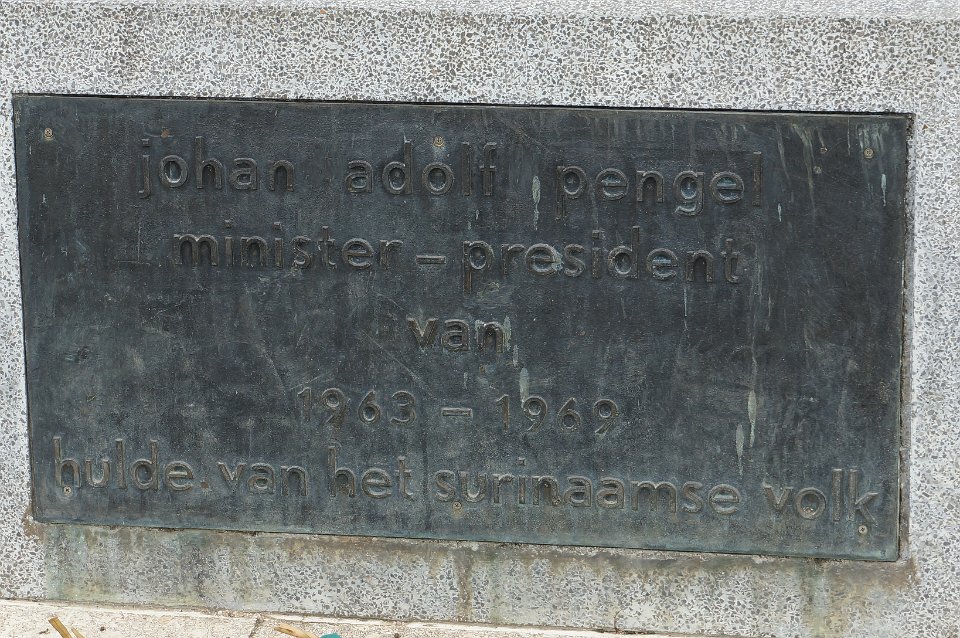 johan adolf pengel
minister – president
van
1963 – 1969
hulde van het surinaamse volk